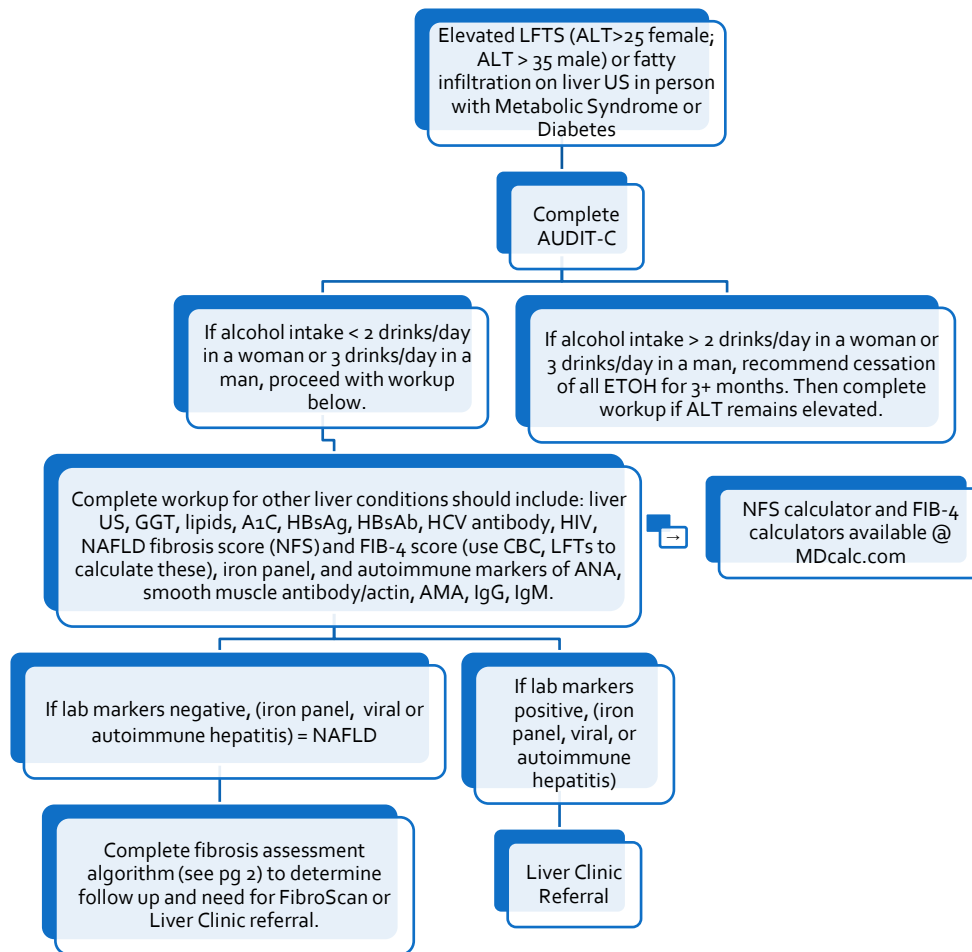 Elevated LFTS (ALT>25 female;
ALT > 35 male) or fatty
infiltration on liver US in person
with Metabolic Syndrome or
Diabetes
Complete
AUDIT-C
If alcohol intake < 2 drinks/day
in a woman or 3 drinks/day in a
man, proceed with workup
below.
If alcohol intake > 2 drinks/day in a woman or
3 drinks/day in a man, recommend cessation
of all ETOH for 3+ months. Then complete
workup if ALT remains elevated.
Complete workup for other liver conditions should include: liver
US, GGT, lipids, A1C, HBsAg, HBsAb, HCV antibody, HIV,
NAFLD fibrosis score (NFS) and FIB-4 score (use CBC, LFTs to
calculate these), iron panel, and autoimmune markers of ANA,
smooth muscle antibody/actin, AMA, IgG, IgM.
→
NFS calculator and FIB-4
calculators available @
MDcalc.com
If lab markers negative, (iron panel, viral or
autoimmune hepatitis) = NAFLD
If lab markers
positive, (iron
panel, viral, or
autoimmune
hepatitis)
Complete fibrosis assessment
algorithm (see pg 2) to determine
follow up and need for FibroScan or
Liver Clinic referral.
Liver Clinic
Referral